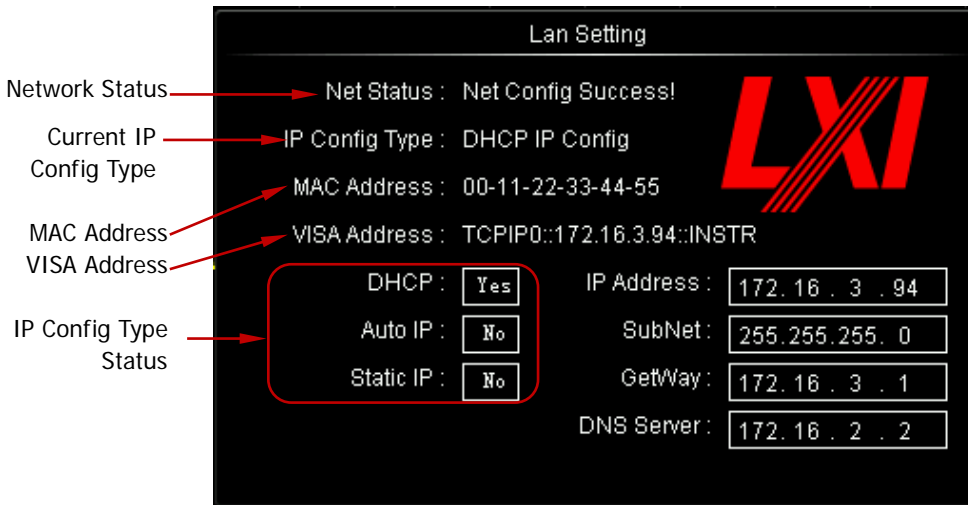 Lan Setting
Network Status
Net Status : Net Config Success!
LXI
Current IP
Config Type
IP Config Type : DHCP IP Config
MAC Address : 00-11-22-33-44-55
MAC Address
VISA Address
VISA Address : TCPIP0::172.16.3.94::INSTR
DHCP : Yes IP Address : 172. 16 . 3 . 94
IP Config Type
Status
Auto IP : No SubNet : 255.255.255. 0
Static IP : No GetWay : 172. 16 . 3 . 1
DNS Server : 172. 16 . 2 . 2